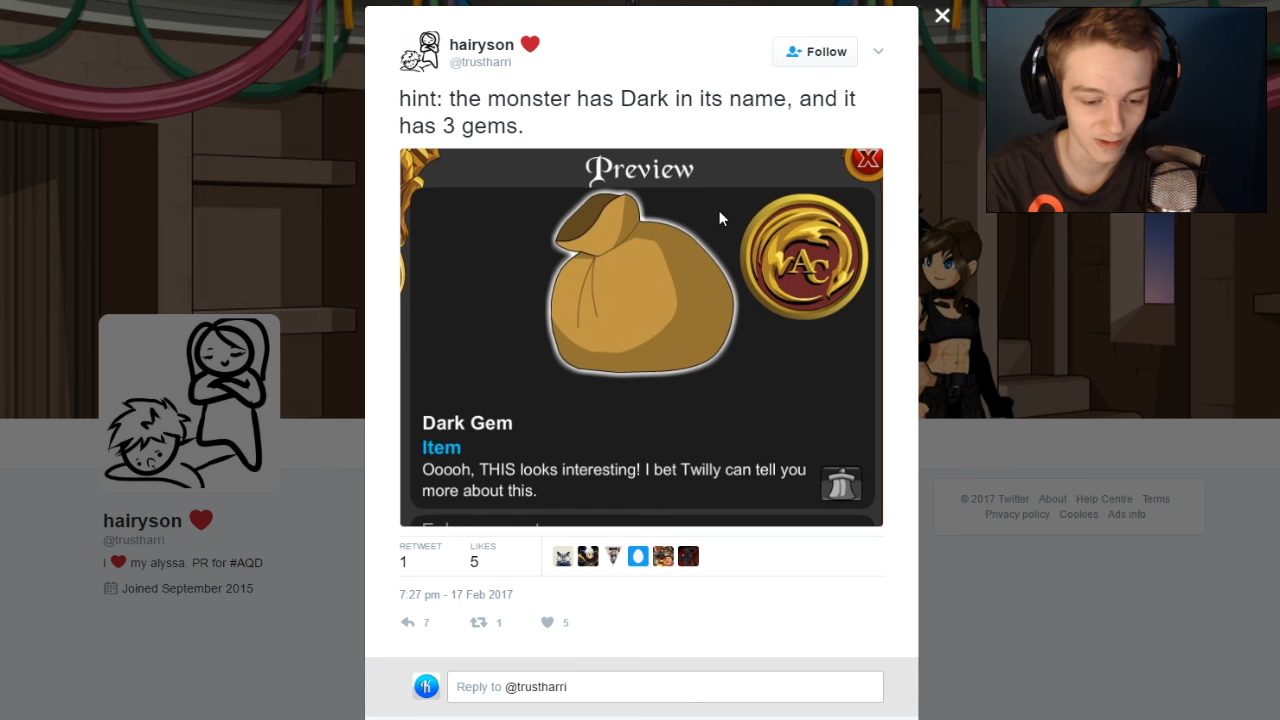 hairyson
@trustharri
Follow
hint: the monster has Dark in its name, and it
has 3 gems.
Preview
X
AC
Dark Gem
Item
Ooooh, THIS looks interesting! I bet Twilly can tell you
more about this.
RETWEET
1
LIKES
5
7:27 pm - 17 Feb 2017
7
1
5
Reply to @trustharri
hairyson
@trustharri
I ❤ my alyssa. PR for #AQD
Joined September 2015
© 2017 Twitter About Help Centre Terms
Privacy policy Cookies Ads info